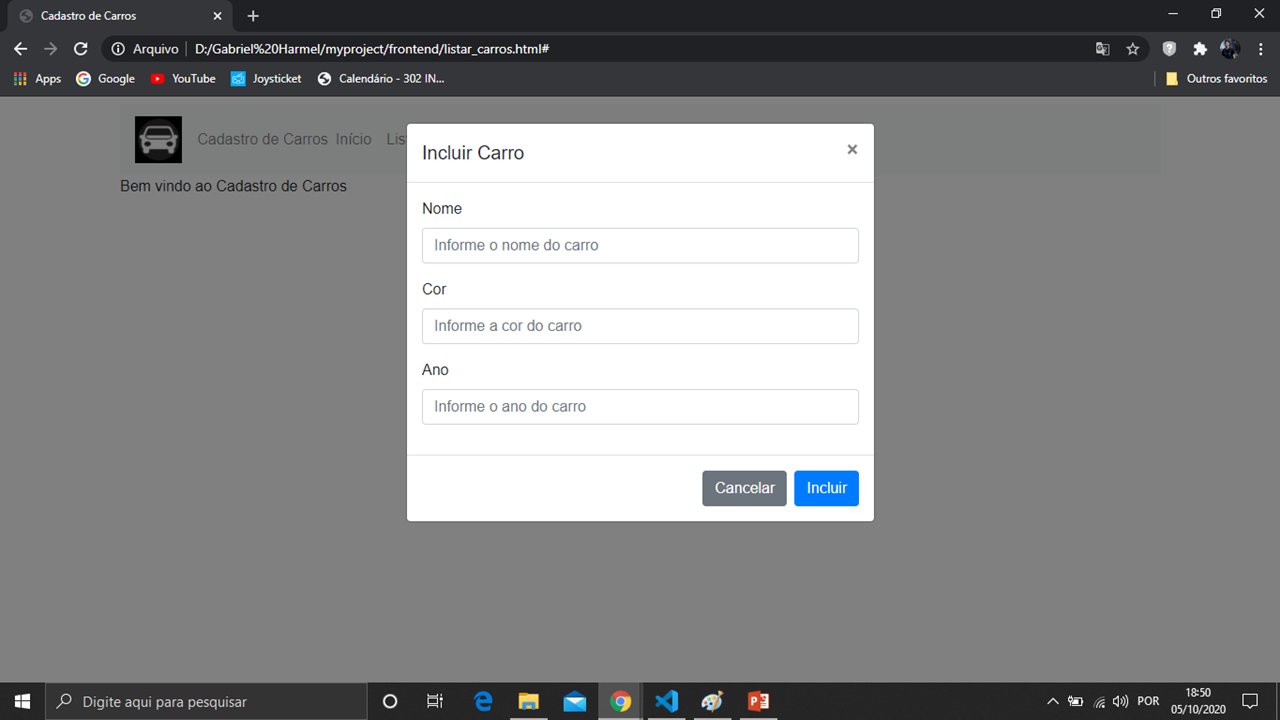 Cadastro de Carros
Arquivo D:/Gabriel%20Harmel/myproject/frontend/listar_carros.html#
Apps Google YouTube Joysticket Calendário - 302 IN... Outros favoritos
Cadastro de Carros Início Lis
Bem vindo ao Cadastro de Carros
Incluir Carro ×
Nome
Informe o nome do carro
Cor
Informe a cor do carro
Ano
Informe o ano do carro
Cancelar Incluir
Digite aqui para pesquisar
POR
18:50
05/10/2020